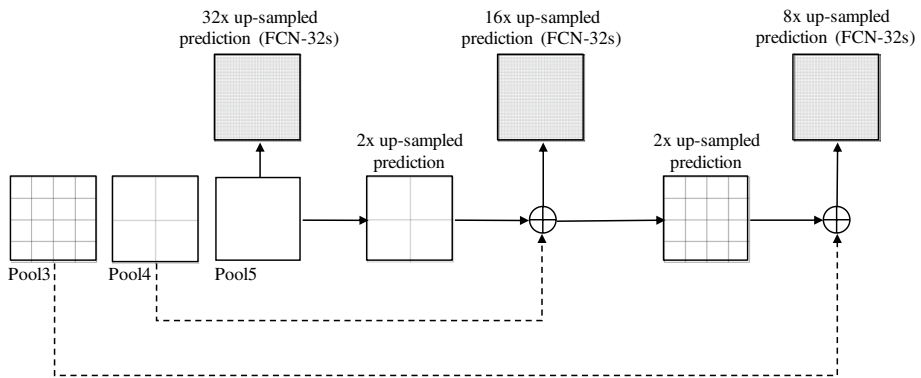 32x up-sampled
prediction (FCN-32s)
16x up-sampled
prediction (FCN-32s)
8x up-sampled
prediction (FCN-32s)
2x up-sampled
prediction
2x up-sampled
prediction
Pool3
Pool4
Pool5